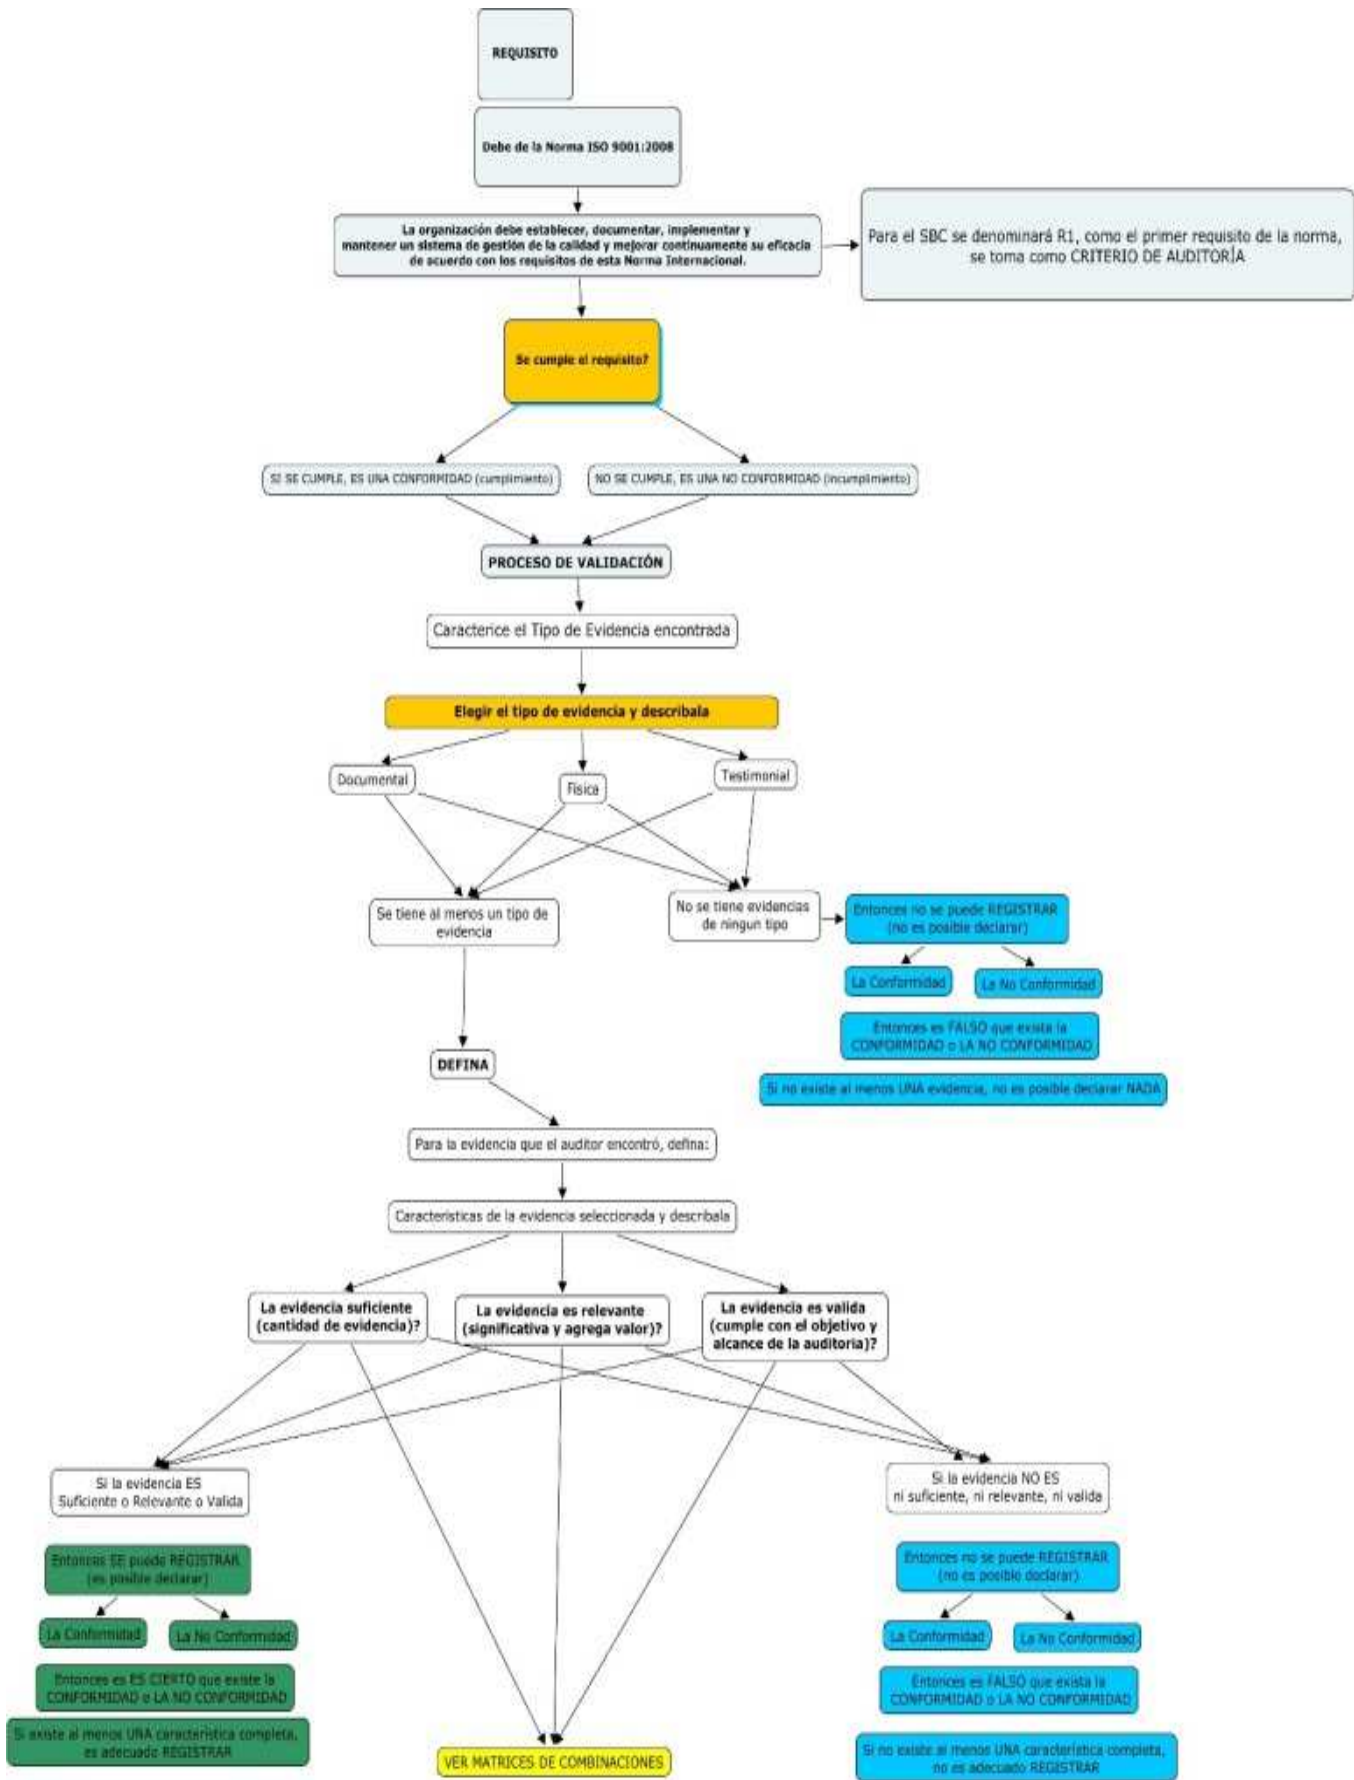 REQUISITO
Debe de la Norma ISO 9001:2008
La organización debe establecer, documentar, implementar y
mantener un sistema de gestión de la calidad y mejorar continuamente su eficacia
de acuerdo con los requisitos de esta Norma Internacional.
Para el SBC se denominará R1, como el primer requisito de la norma,
se toma como CRITERIO DE AUDITORÍA
Se cumple el requisito?
SI SE CUMPLE, ES UNA CONFORMIDAD (cumplimiento)
NO SE CUMPLE, ES UNA NO CONFORMIDAD (incumplimiento)
PROCESO DE VALIDACIÓN
Caracterice el Tipo de Evidencia encontrada
Elegir el tipo de evidencia y describala
Documental
Fisica
Testimonial
Se tiene al menos un tipo de
evidencia
No se tiene evidencias
de ningun tipo
Entonces no se puede REGISTRAR
(no es posible declarar)
La Conformidad
La No Conformidad
Entonces es FALSO que exista la
CONFORMIDAD o LA NO CONFORMIDAD
Si no existe al menos UNA evidencia, no es posible declarar NADA
DEFINA
Para la evidencia que el auditor encontró, defina:
Caracteristicas de la evidencia seleccionada y describala
La evidencia suficiente
(cantidad de evidencia)?
La evidencia es relevante
(significativa y agrega valor)?
La evidencia es valida
(cumple con el objetivo y
alcance de la auditoria)?
Si la evidencia ES
Suficiente o Relevante o Valida
Si la evidencia NO ES
ni suficiente, ni relevante, ni valida
Entonces SE puede REGISTRAR
(es posible declarar)
La Conformidad
La No Conformidad
Entonces es ES CIERTO que existe la
CONFORMIDAD o LA NO CONFORMIDAD
Si existe al menos UNA característica completa,
es adecuado REGISTRAR
VER MATRICES DE COMBINACIONES
Entonces no se puede REGISTRAR
(no es posible declarar)
La Conformidad
La No Conformidad
Entonces es FALSO que exista la
CONFORMIDAD o LA NO CONFORMIDAD
Si no existe al menos UNA característica completa,
no es adecuado REGISTRAR